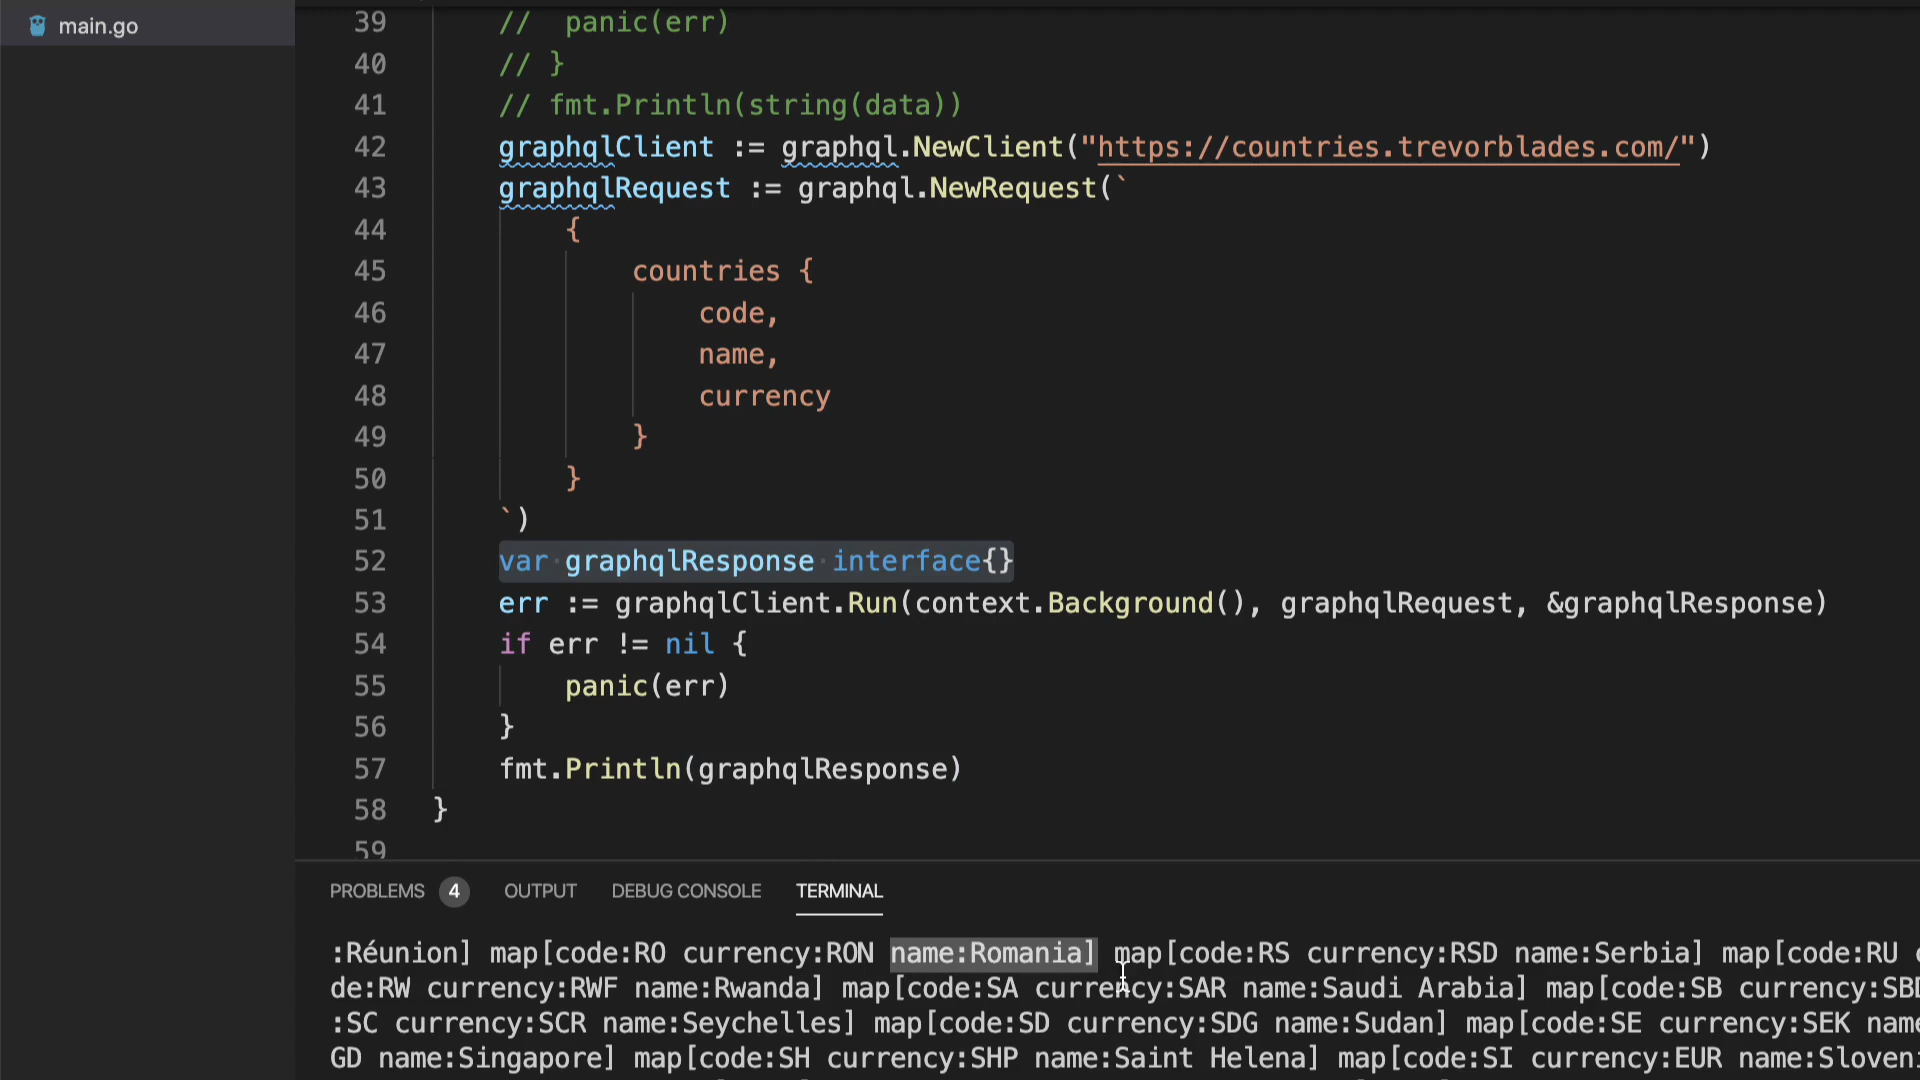 main.go
39 //  panic(err)
40 // }
41 // fmt.Println(string(data))
42 graphqlClient := graphql.NewClient("https://countries.trevorblades.com/")
43 graphqlRequest := graphql.NewRequest(`
44 {
45 countries {
46 code,
47 name,
48 currency
49 }
50 }
51 `)
52 var graphqlResponse interface{}
53 err := graphqlClient.Run(context.Background(), graphqlRequest, &graphqlResponse)
54 if err != nil {
55 panic(err)
56 }
57 fmt.Println(graphqlResponse)
58 }
59
PROBLEMS 4 OUTPUT DEBUG CONSOLE TERMINAL
:Réunion] map[code:RO currency:RON name:Romania] map[code:RS currency:RSD name:Serbia] map[code:RU
de:RW currency:RWF name:Rwanda] map[code:SA currency:SAR name:Saudi Arabia] map[code:SB currency:SBD
:SC currency:SCR name:Seychelles] map[code:SD currency:SDG name:Sudan] map[code:SE currency:SEK name
GD name:Singapore] map[code:SH currency:SHP name:Saint Helena] map[code:SI currency:EUR name:Sloveni